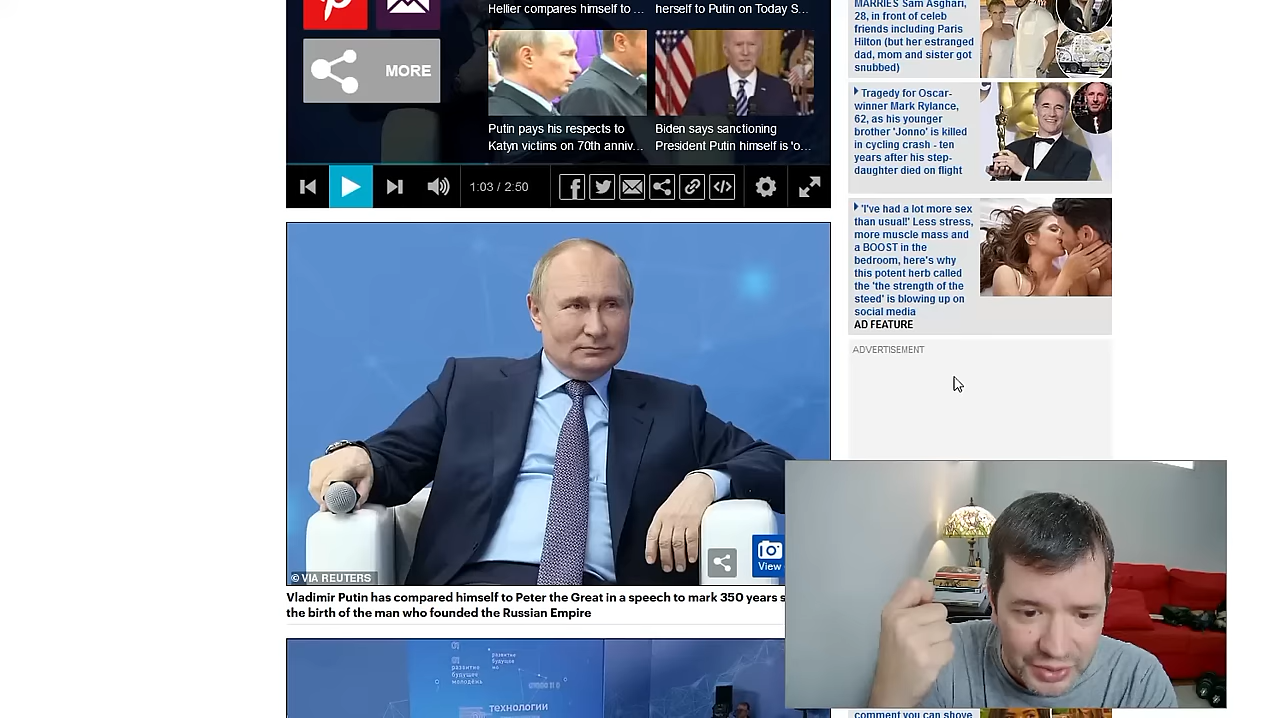 Hellier compares himself to ...
herself to Putin on Today S...
MORE
Putin pays his respects to
Katyn victims on 70th anniv...
Biden says sanctioning
President Putin himself is 'o...
1:03 / 2:50
© VIA REUTERS
View
Vladimir Putin has compared himself to Peter the Great in a speech to mark 350 years s
the birth of the man who founded the Russian Empire
развитие
будущее
молодёжь
развитие
будущее
технологии
MARRIES Sam Asghari,
28, in front of celeb
friends including Paris
Hilton (but her estranged
dad, mom and sister got
snubbed)
Tragedy for Oscar-
winner Mark Rylance,
62, as his younger
brother 'Jonno' is killed
in cycling crash - ten
years after his step-
daughter died on flight
'I've had a lot more sex
than usual!' Less stress,
more muscle mass and
a BOOST in the
bedroom, here's why
this potent herb called
the 'the strength of the
steed' is blowing up on
social media
AD FEATURE
ADVERTISEMENT
comment you can shove